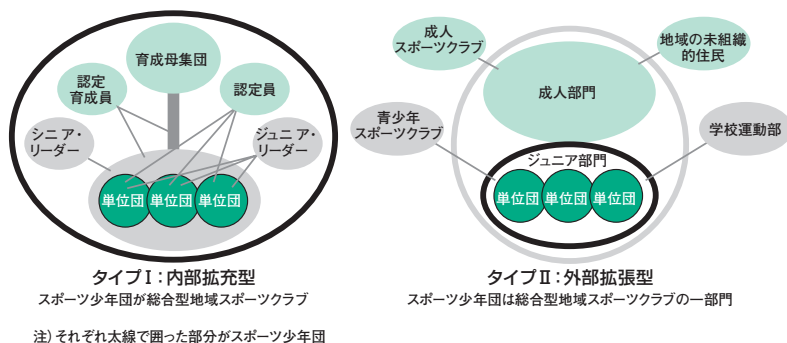 育成母集団
認定
育成員
認定員
シニア・
リーダー
ジュニア・
リーダー
単位団
単位団
単位団
タイプⅠ:内部拡充型
スポーツ少年団が総合型地域スポーツクラブ
注)それぞれ太線で囲った部分がスポーツ少年団
成人
スポーツクラブ
地域の未組織
的住民
成人部門
青少年
スポーツクラブ
学校運動部
ジュニア部門
単位団
単位団
単位団
タイプⅡ:外部拡張型
スポーツ少年団は総合型地域スポーツクラブの一部門